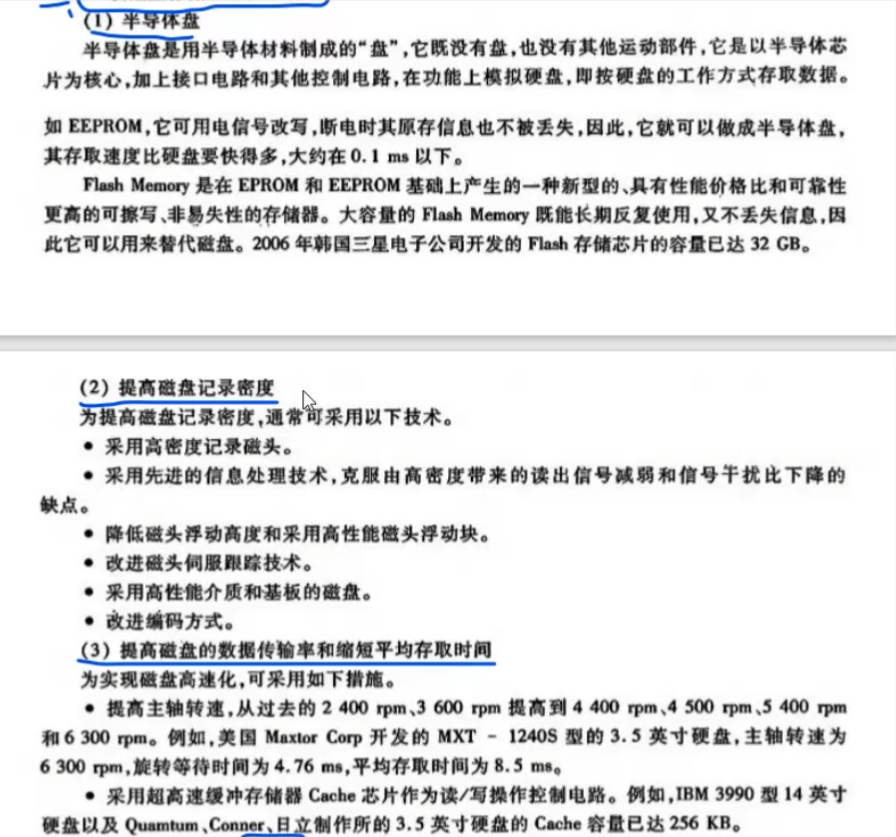 (1) 半导体盘
半导体盘是用半导体材料制成的“盘”,它既没有盘,也没有其他运动部件,它是以半导体芯
片为核心,加上接口电路和其他控制电路,在功能上模拟硬盘,即按硬盘的工作方式存取数据。
如 EEPROM,它可用电信号改写,断电时其原存信息也不被丢失,因此,它就可以做成半导体盘,
其存取速度比硬盘要快得多,大约在 0.1 ms 以下。
Flash Memory 是在 EPROM 和 EEPROM 基础上产生的一种新型的、具有性能价格比和可靠性
更高的可擦写、非易失性的存储器。大容量的 Flash Memory 既能长期反复使用,又不丢失信息,因
此它可以用来替代磁盘。2006 年韩国三星电子公司开发的 Flash 存储芯片的容量已达 32 GB。
(2) 提高磁盘记录密度
为提高磁盘记录密度,通常可采用以下技术。
• 采用高密度记录磁头。
• 采用先进的信息处理技术,克服由高密度带来的读出信号减弱和信号干扰比下降的
缺点。
• 降低磁头浮动高度和采用高性能磁头浮动块。
• 改进磁头伺服跟踪技术。
• 采用高性能介质和基板的磁盘。
• 改进编码方式。
(3) 提高磁盘的数据传输率和缩短平均存取时间
为实现磁盘高速化,可采用如下措施。
• 提高主轴转速,从过去的 2 400 rpm、3 600 rpm 提高到 4 400 rpm、4 500 rpm、5 400 rpm
和 6 300 rpm。例如,美国 Maxtor Corp 开发的 MXT - 1240S 型的 3.5 英寸硬盘,主轴转速为
6 300 rpm,旋转等待时间为 4.76 ms,平均存取时间为 8.5 ms。
• 采用超高速缓冲存储器 Cache 芯片作为读/写操作控制电路。例如,IBM 3990 型 14 英寸
硬盘以及 Quamtum、Conner、日立制作所的 3.5 英寸硬盘的 Cache 容量已达 256 KB。